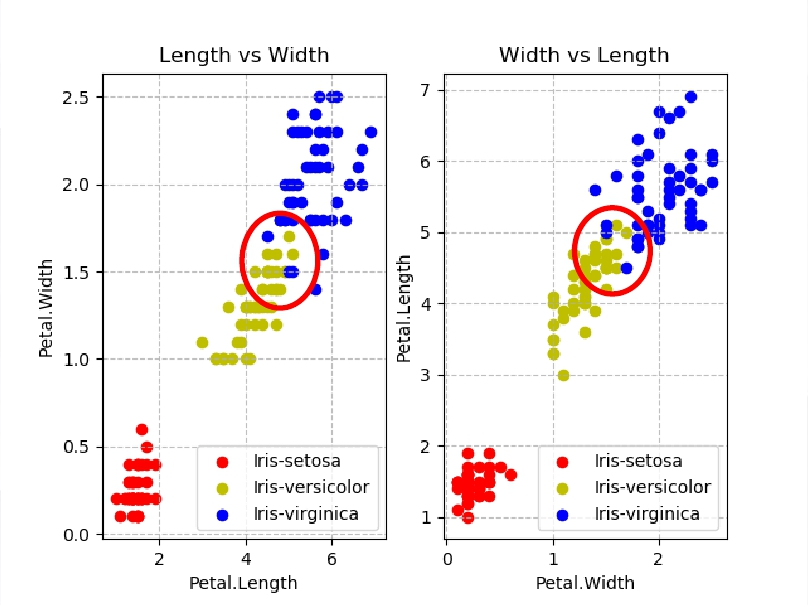 Length vs Width
2.5
2.0
1.5
1.0
0.5
0.0
Petal.Width
2
4
6
Petal.Length
Iris-setosa
Iris-versicolor
Iris-virginica
Width vs Length
7
6
5
4
3
2
1
Petal.Length
0
1
2
Petal.Width
Iris-setosa
Iris-versicolor
Iris-virginica